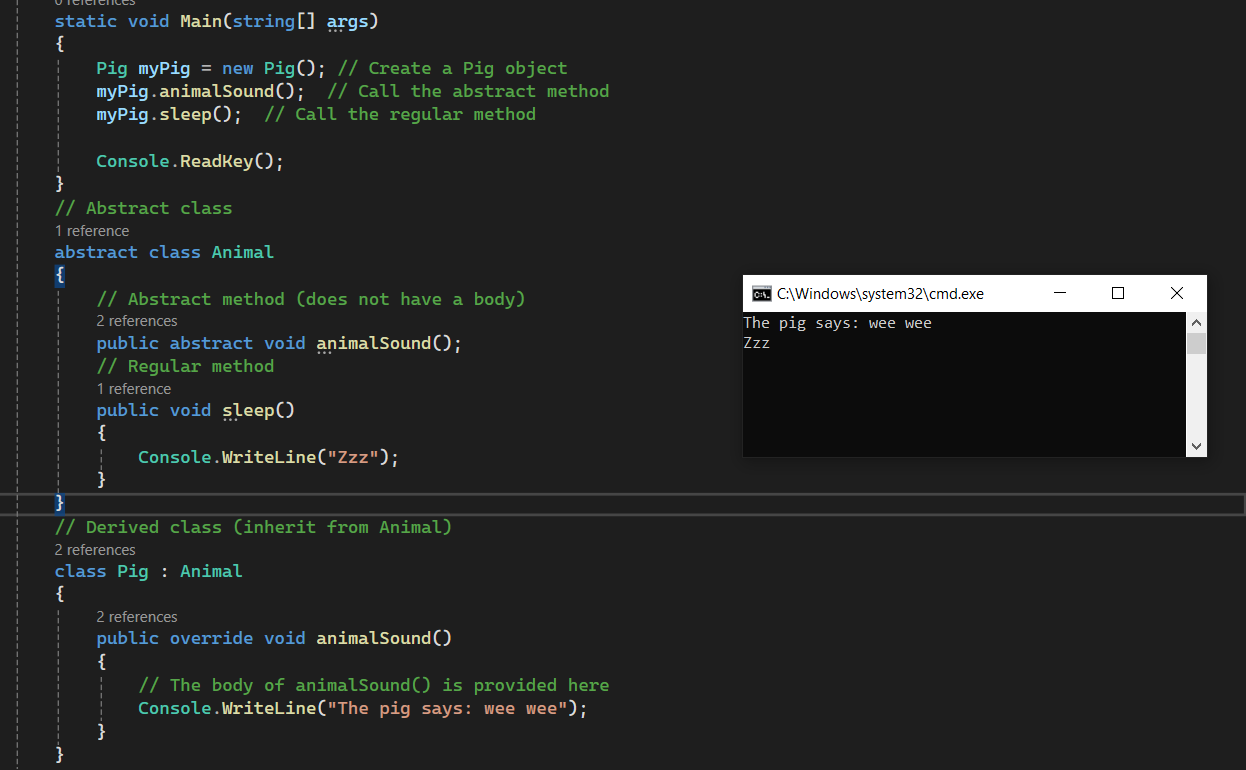 0 references
static void Main(string[] args)
{
Pig myPig = new Pig(); // Create a Pig object
myPig.animalSound();  // Call the abstract method
myPig.sleep();  // Call the regular method
Console.ReadKey();
}
// Abstract class
1 reference
abstract class Animal
{
// Abstract method (does not have a body)
2 references
public abstract void animalSound();
// Regular method
1 reference
public void sleep()
{
Console.WriteLine("Zzz");
}
}
// Derived class (inherit from Animal)
2 references
class Pig : Animal
{
2 references
public override void animalSound()
{
// The body of animalSound() is provided here
Console.WriteLine("The pig says: wee wee");
}
}
C:\Windows\system32\cmd.exe
The pig says: wee wee
Zzz